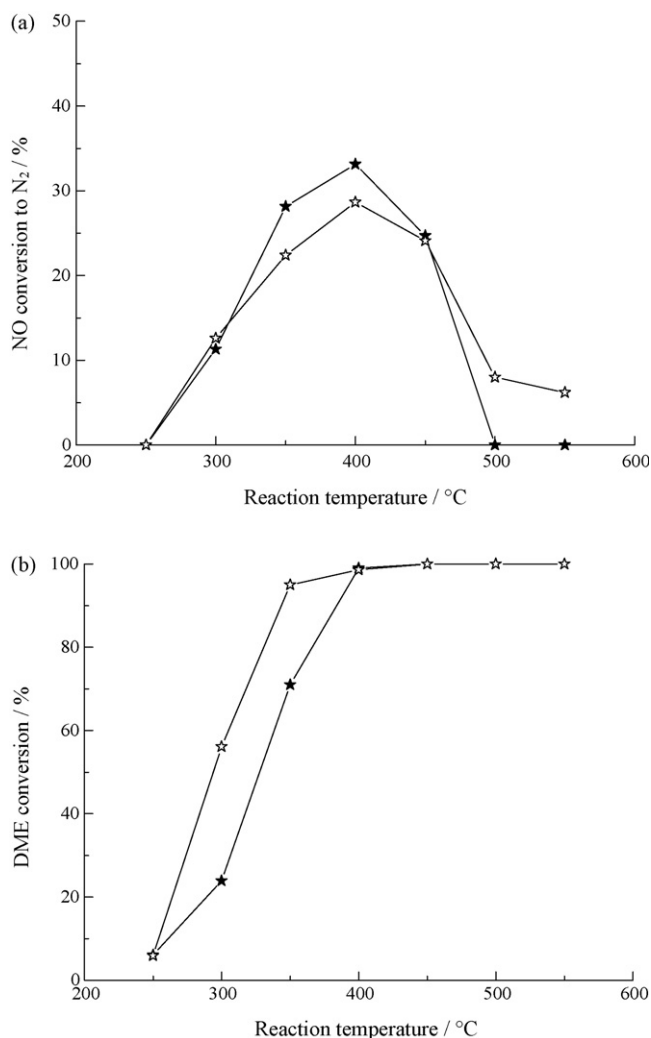 (a)
50
40
30
20
10
0
NO conversion to N₂ / %
200 300 400 500 600
Reaction temperature / °C
(b)
100
80
60
40
20
0
DME conversion / %
200 300 400 500 600
Reaction temperature / °C